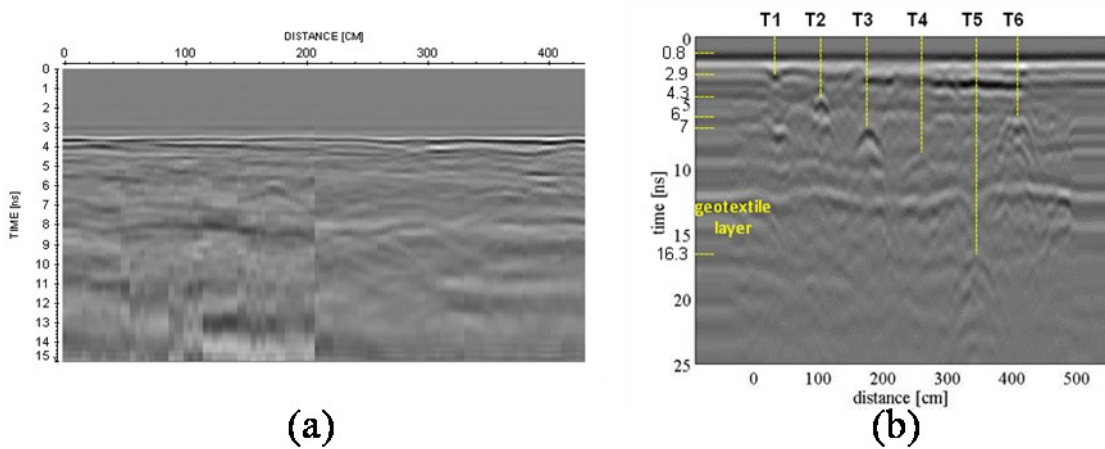 DISTANCE [CM]
0 100 200 300 400
TIME [ns]
0
1
2
3
4
5
6
7
8
9
10
11
12
13
14
15
(a)
T1 T2 T3 T4 T5 T6
0
0.8
2.9
4.3
5
6
7
10
geotextile
layer
15
16.3
20
25
time [ns]
0 100 200 300 400 500
distance [cm]
(b)